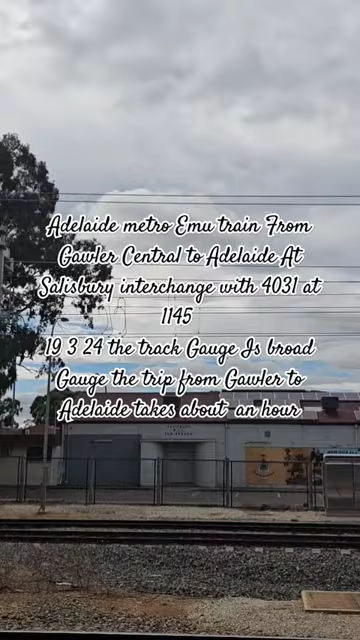 Adelaide metro Emu train From
Gawler Central to Adelaide At
Salisbury interchange with 4031 at
1145
19 3 24 the track Gauge Is broad
Gauge the trip from Gawler to
Adelaide takes about an hour